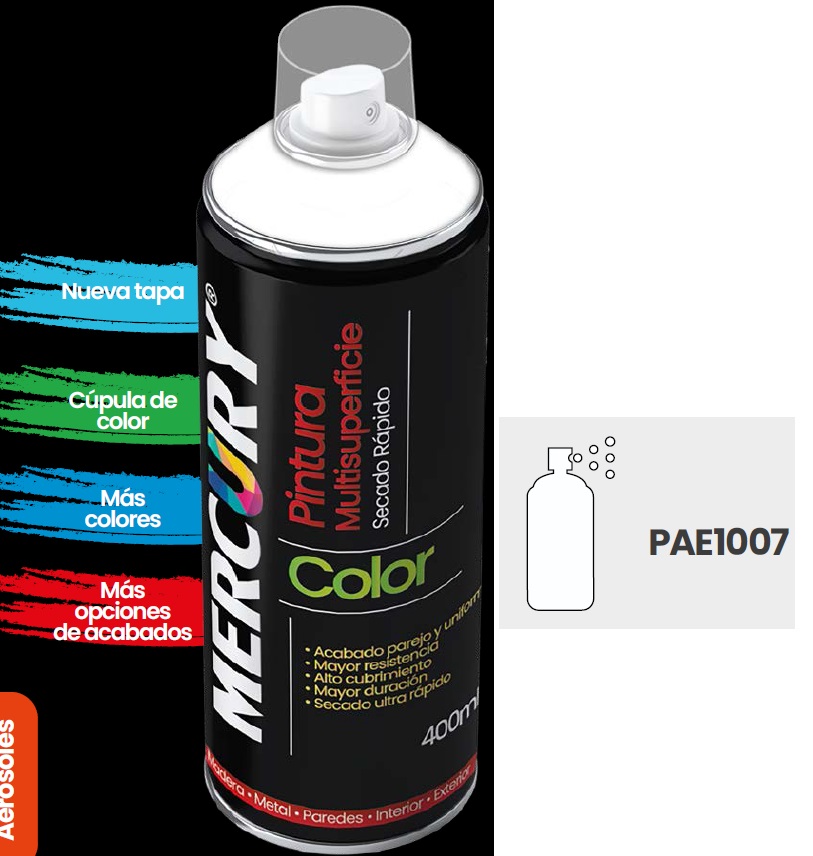 Nueva tapa
Cúpula de
color
Más
colores
Más
opciones
de acabados
Aerosoles
MERCURY®
Pintura
Multisuperficie
Secado Rápido
Color
• Acabado parejo y uniform
• Mayor resistencia
• Alto cubrimiento
• Mayor duración
• Secado ultra rápido
400ml
Madera • Metal • Paredes • Interior • Exterior
PAE1007